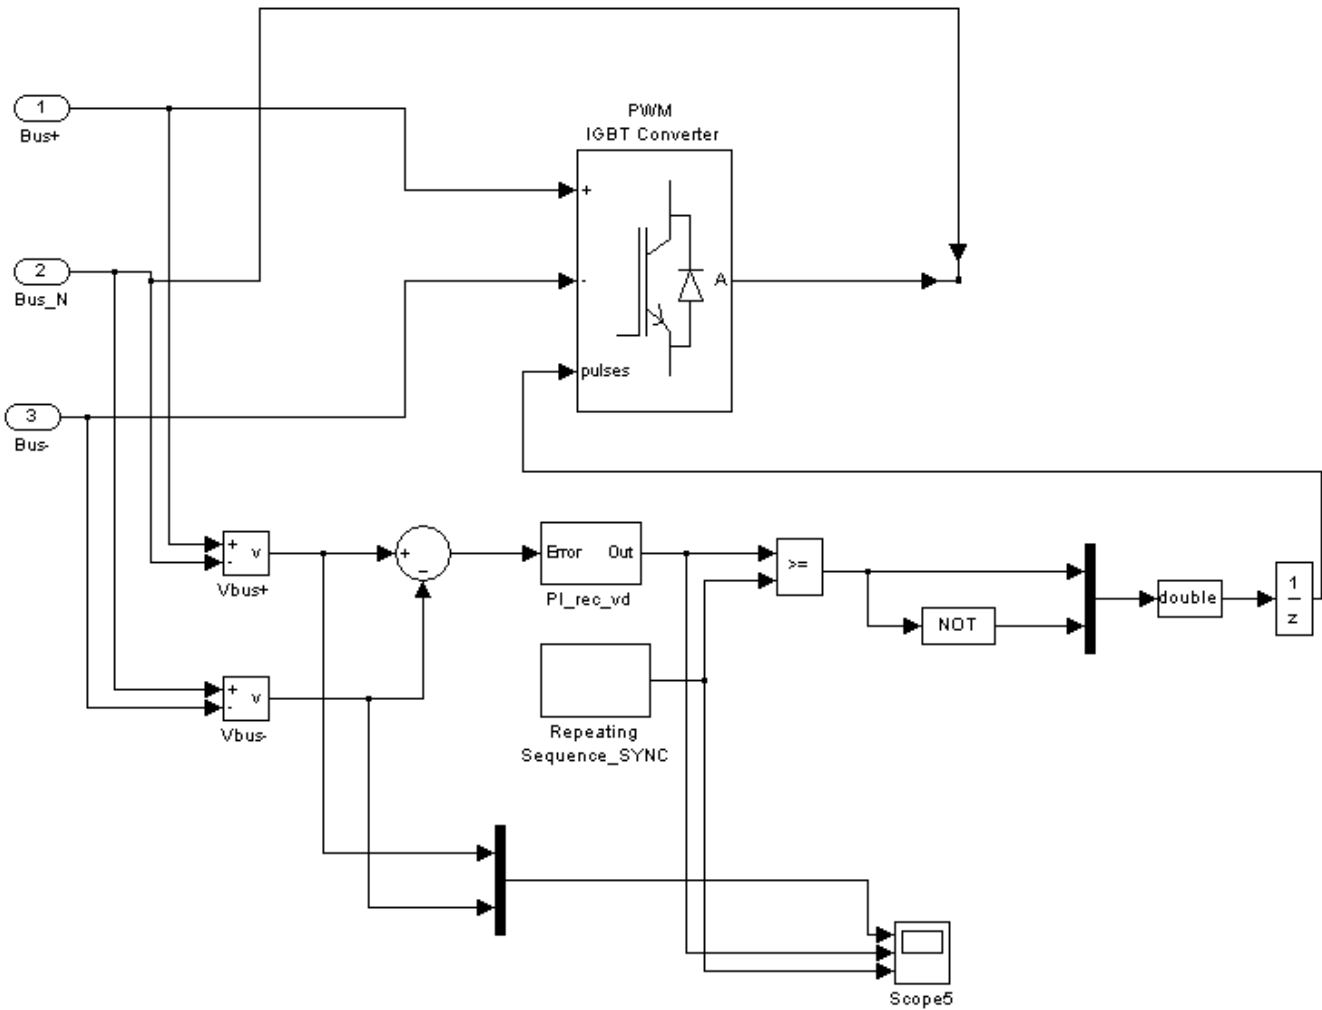 1
Bus+
PWM
IGBT Converter
+
2
Bus_N
-
A
pulses
3
Bus-
+
-
v
Vbus+
+
−
Error
Out
PI_rec_vd
>=
NOT
double
1
z
+
-
v
Vbus-
Repeating
Sequence_SYNC
Scope5